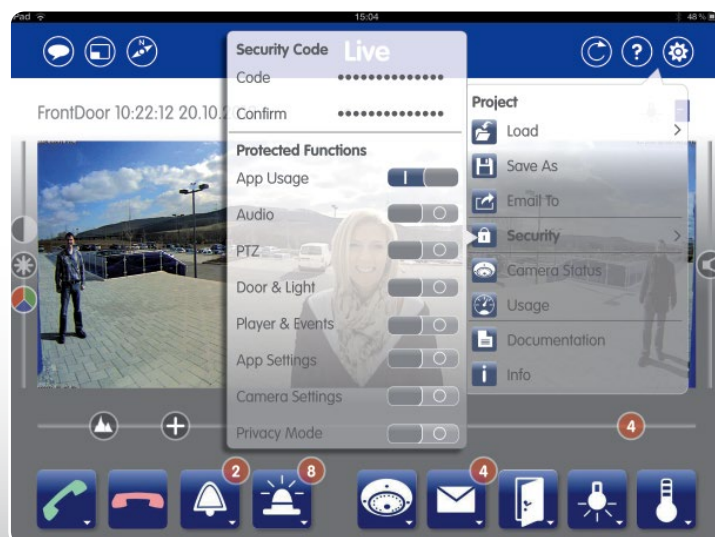 Pad
15:04
48 %
N
Live
?
FrontDoor 10:22:12 20.10.2
Security Code
Code ••••••••••••••
Confirm ••••••••••••••
Protected Functions
App Usage
Audio
PTZ
Door & Light
Player & Events
App Settings
Camera Settings
Privacy Mode
Project
Load
Save As
Email To
Security
Camera Status
Usage
Documentation
i Info
4
2
8
4